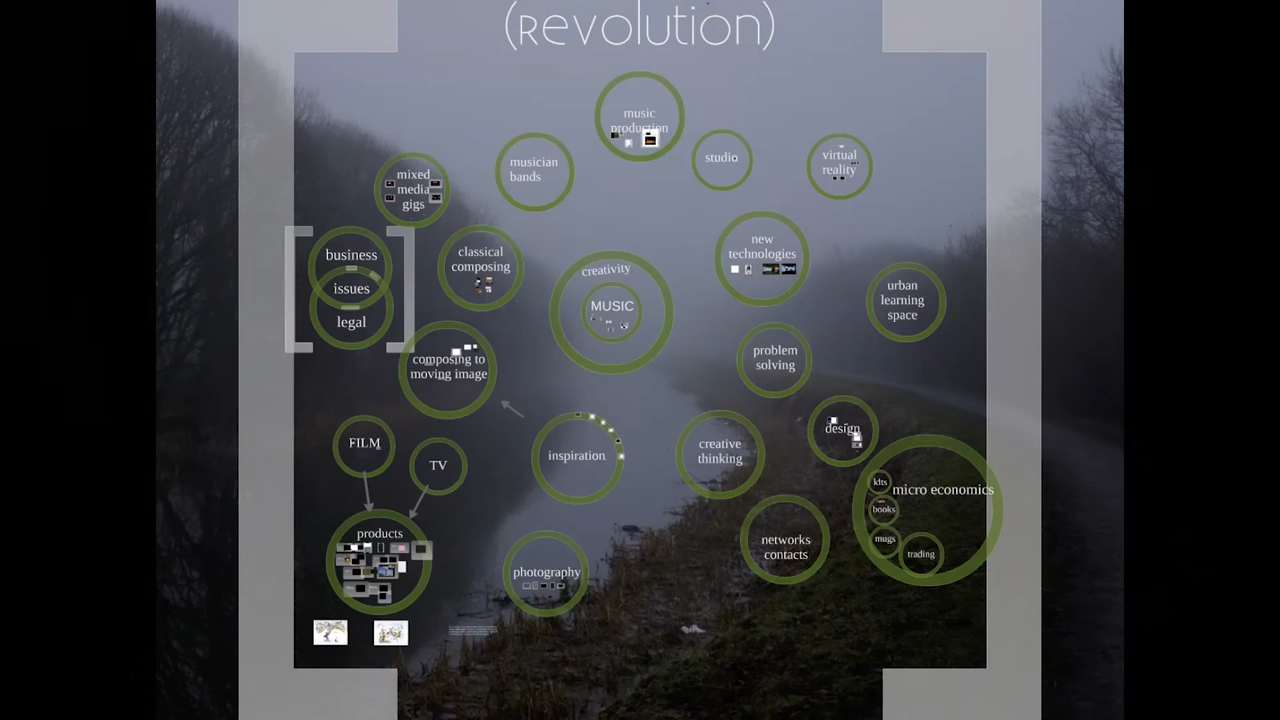 (Revolution)
music
production
musician
bands
studio
virtual
reality
mixed
media
gigs
business
issues
legal
classical
composing
creativity
MUSIC
new
technologies
urban
learning
space
composing to
moving image
problem
solving
FILM
TV
inspiration
creative
thinking
design
micro economics
kits
books
mugs
trading
products
photography
networks
contacts